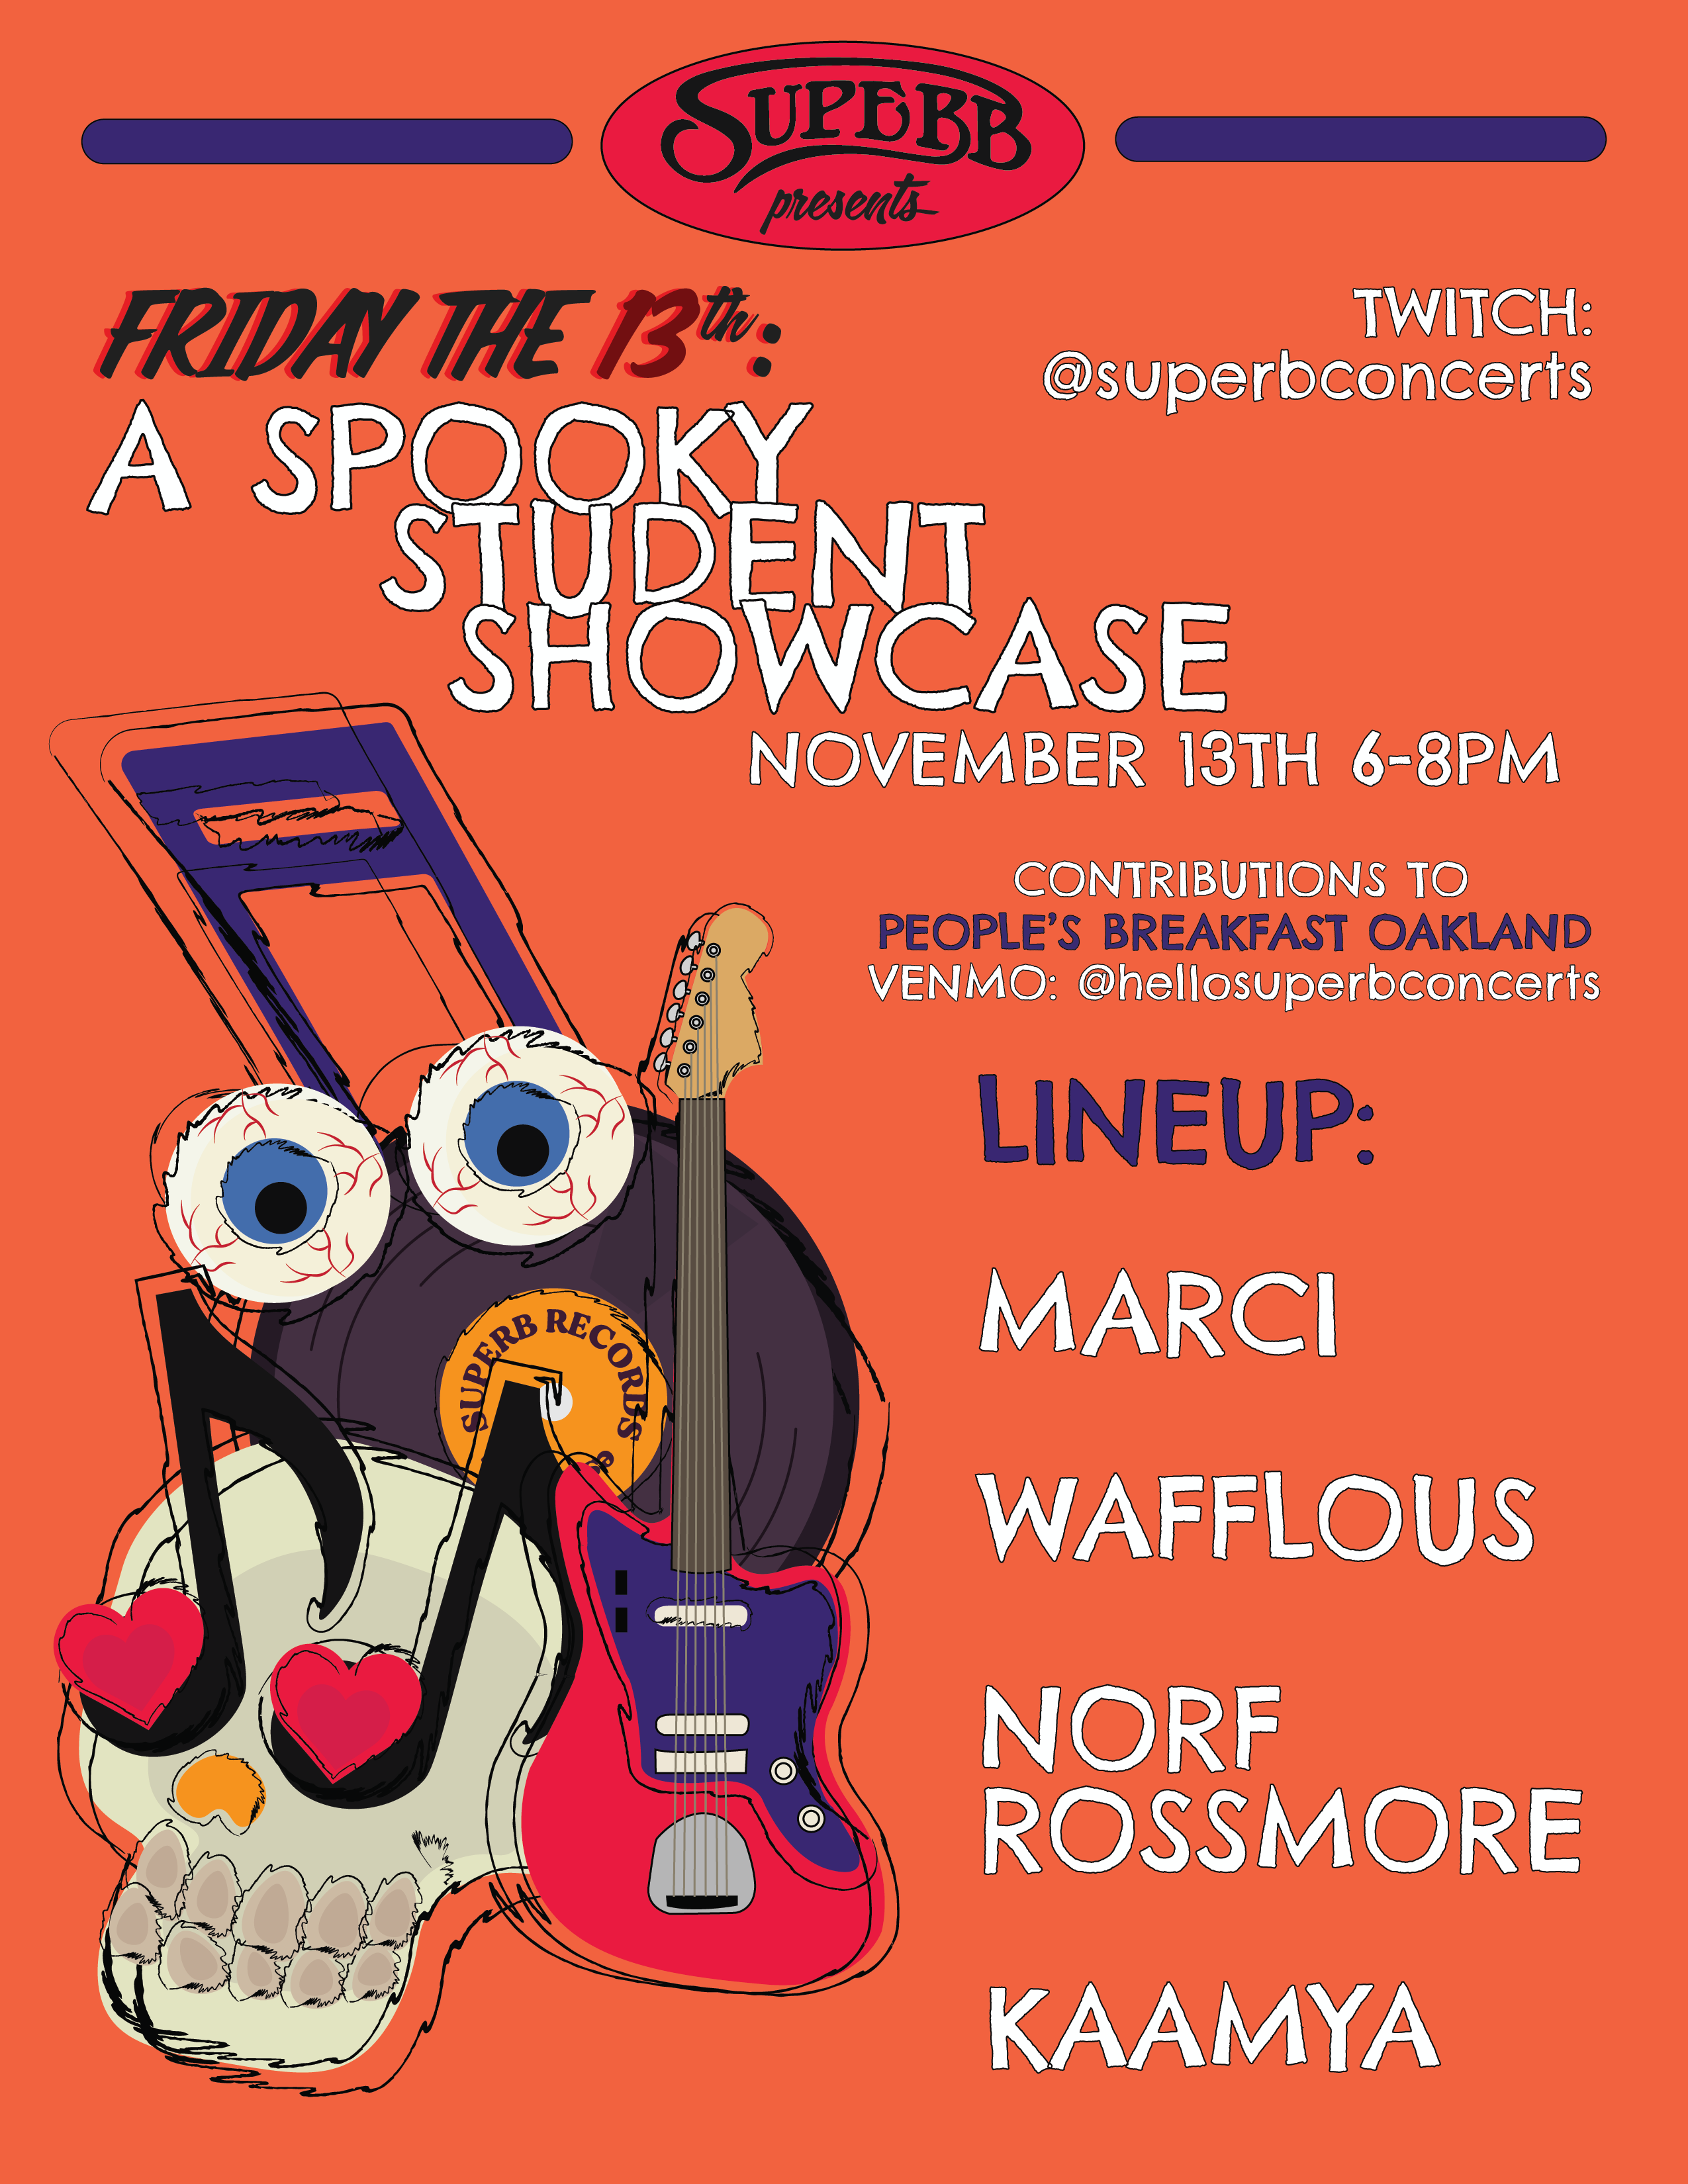 SUPERB
presents
FRIDAY THE 13th:
A SPOOKY
STUDENT
SHOWCASE
TWITCH:
@superbconcerts
NOVEMBER 13TH 6-8PM
CONTRIBUTIONS TO
PEOPLE'S BREAKFAST OAKLAND
VENMO: @hellosuperbconcerts
LINEUP:
MARCI
WAFFLOUS
NORF
ROSSMORE
KAAMYA
SUPERB RECORDS